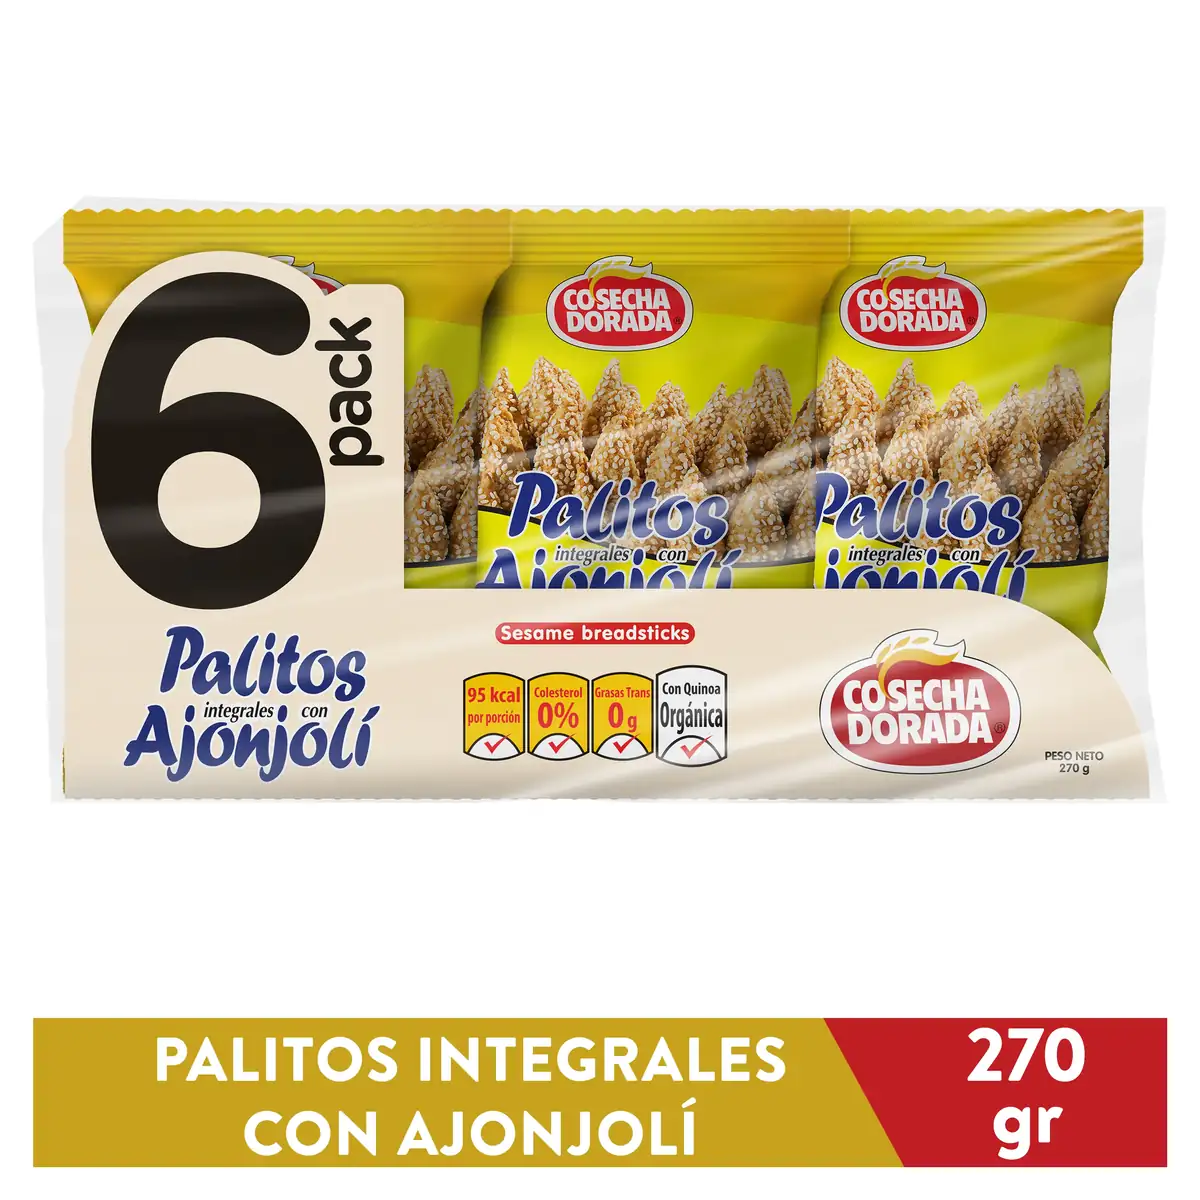 COSECHA
DORADA®
COSECHA
DORADA®
6
pack
Palitos
integrales con
Ajonjolí
Palitos
integrales con
Ajonjolí
Sesame breadsticks
Palitos
integrales con
Ajonjolí
95 kcal
por porción
Colesterol
0%
Grasas Trans
0 g
Con Quinoa
Orgánica
COSECHA
DORADA®
PESO NETO
270 g
PALITOS INTEGRALES
CON AJONJOLÍ
270
gr